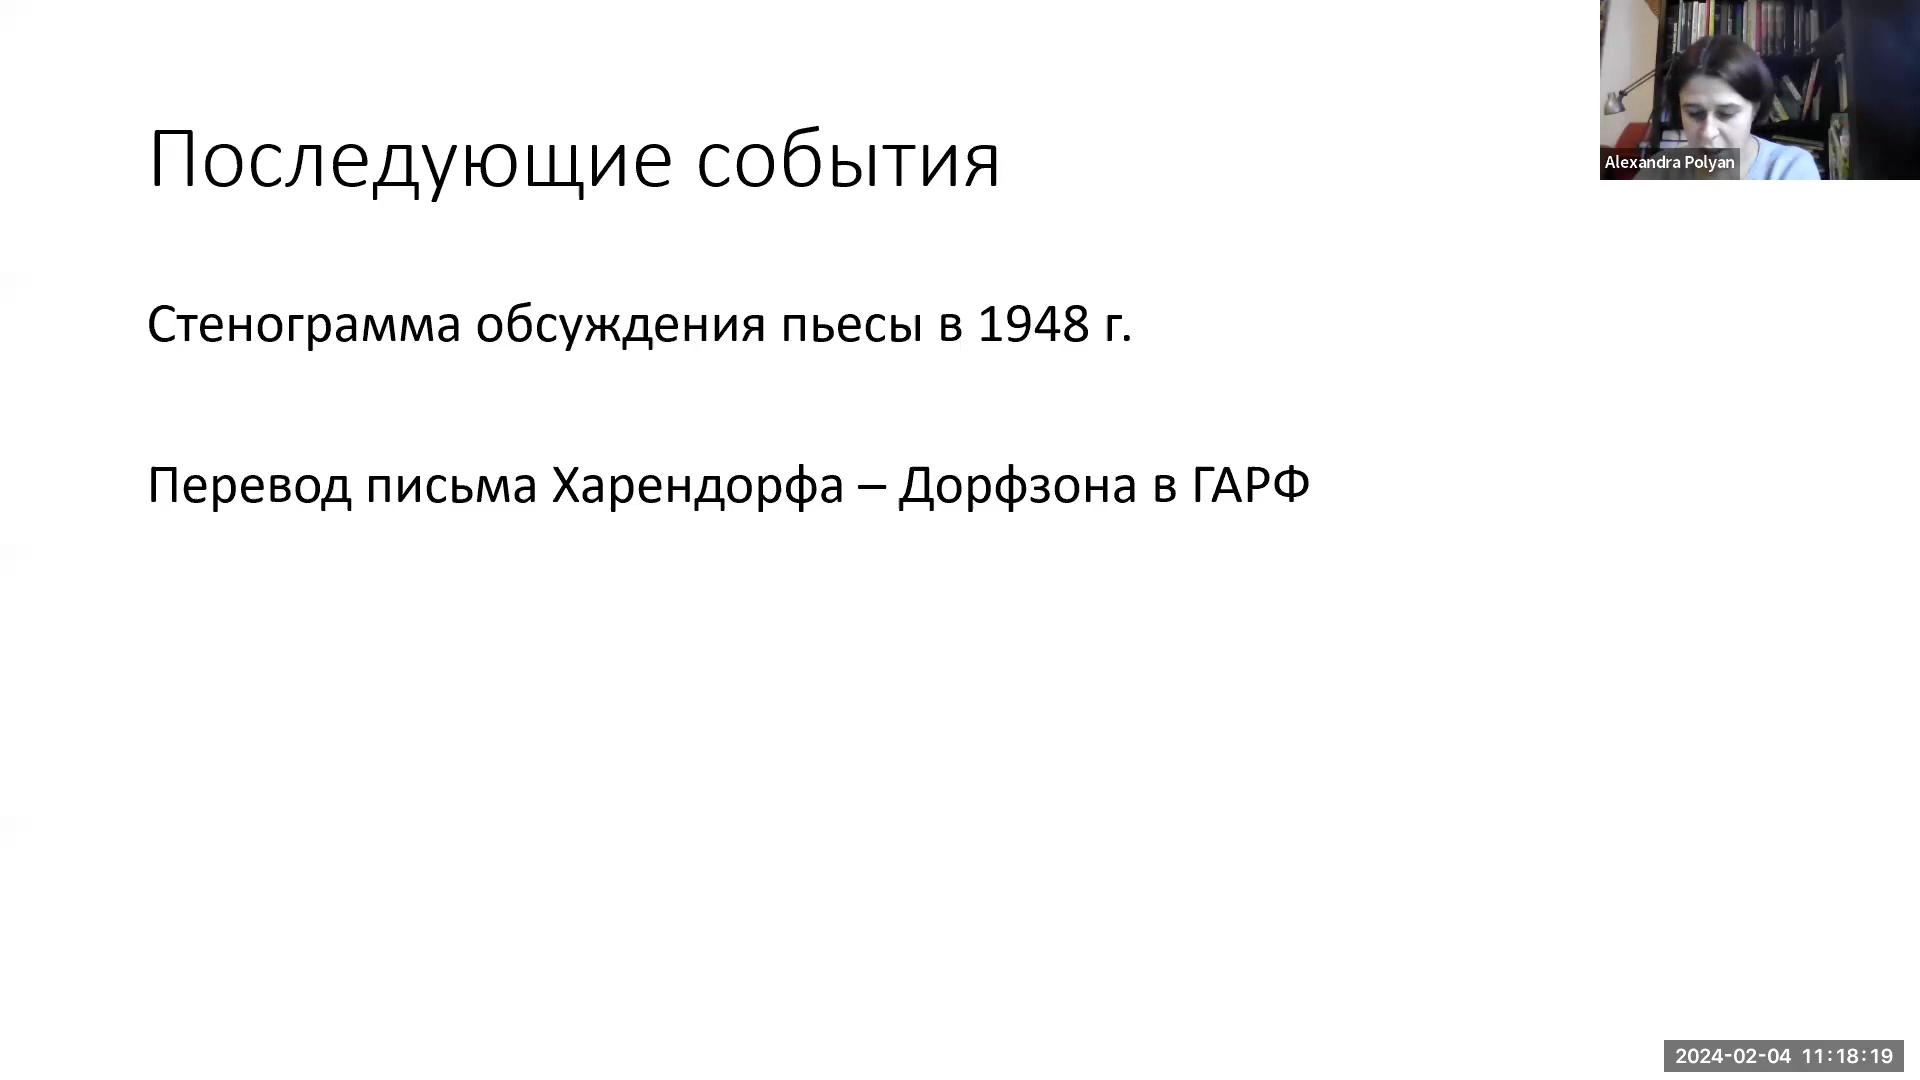 Последующие события
Стенограмма обсуждения пьесы в 1948 г.
Перевод письма Харендорфа – Дорфзона в ГАРФ
Alexandra Polyan
2024-02-04 11:18:19